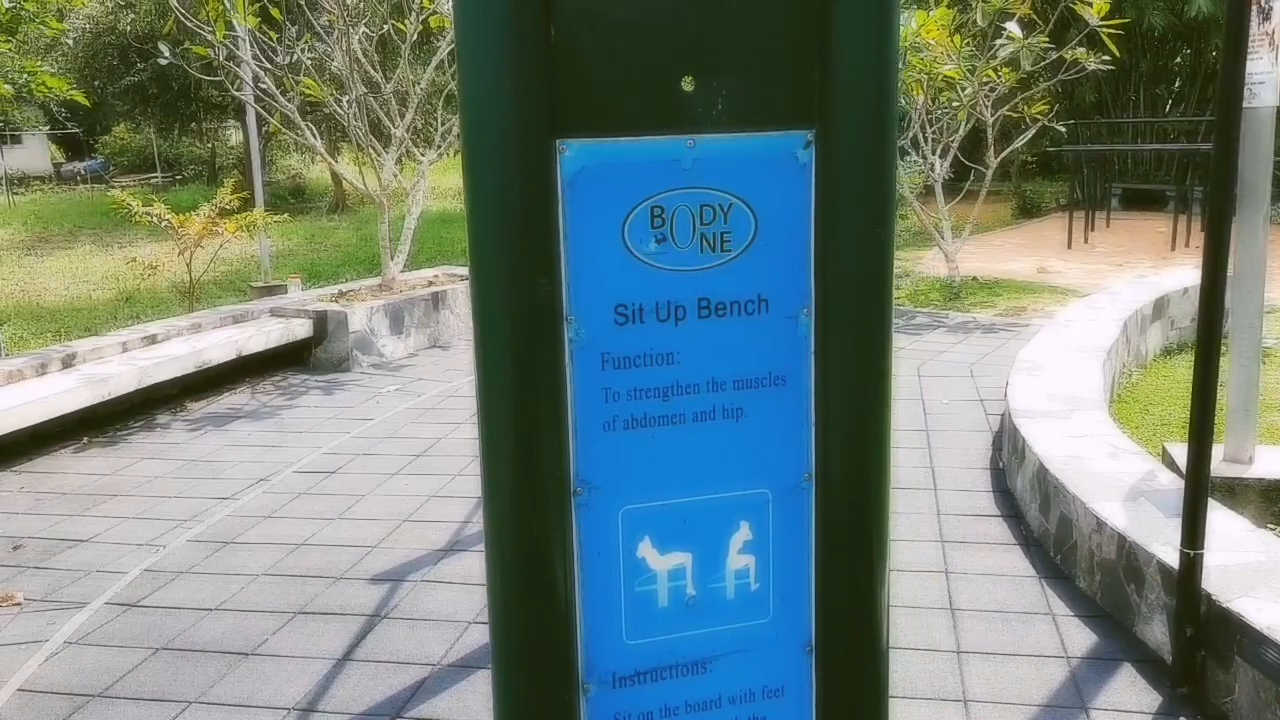 BODY
ONE
Sit Up Bench
Function:
To strengthen the muscles
of abdomen and hip.
Instructions:
Sit on the board with feet
the